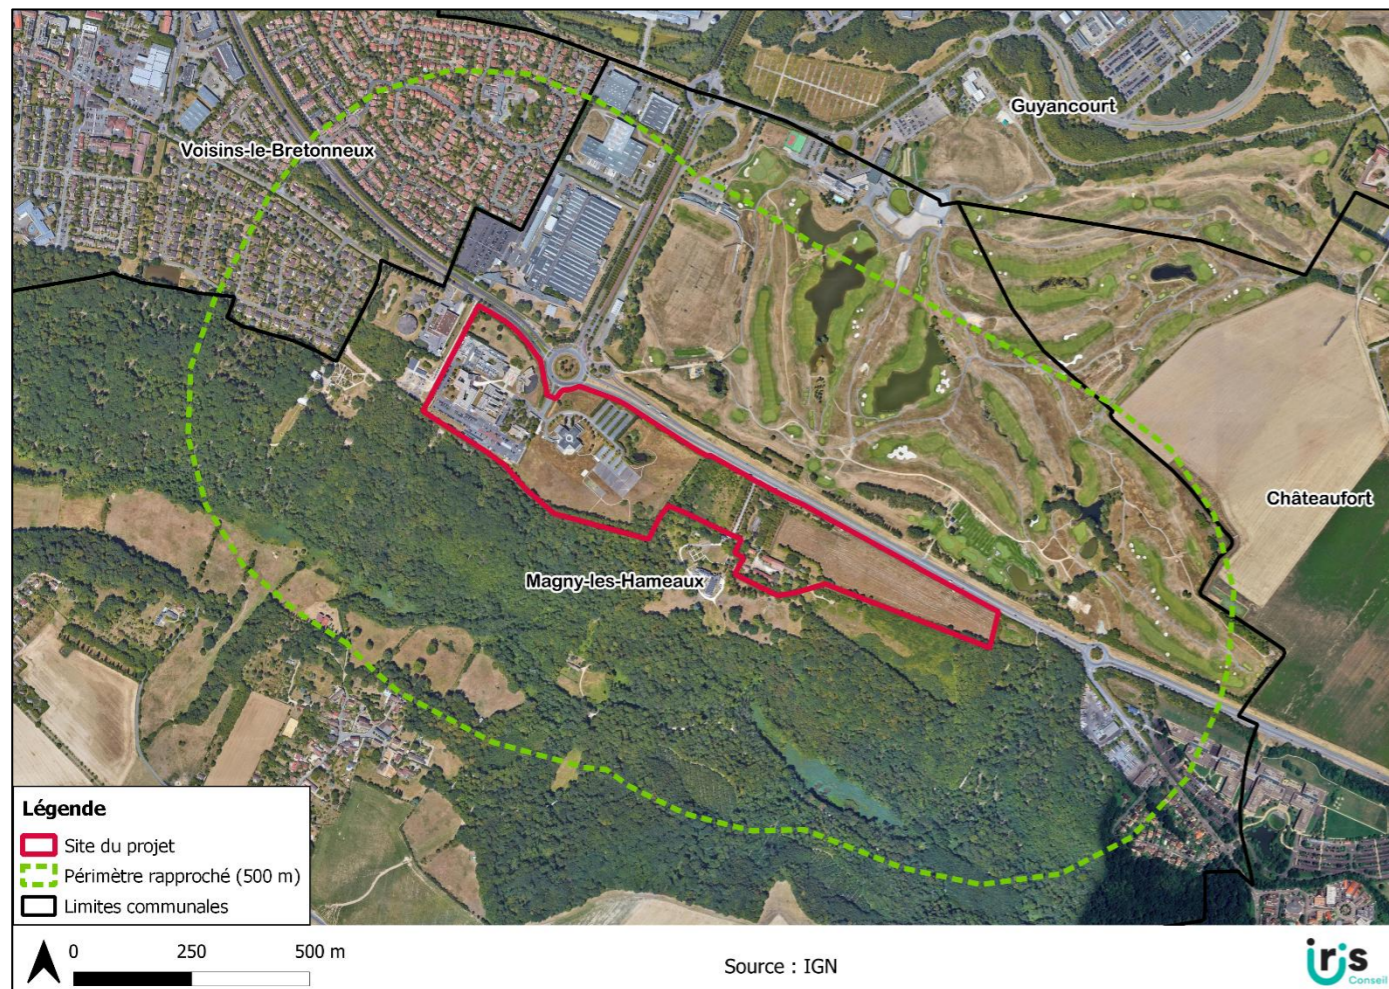 Guyancourt
Voisins-le-Bretonneux
Châteaufort
Magny-les-Hameaux
Légende
Site du projet
Périmètre rapproché (500 m)
Limites communales
0 250 500 m
Source : IGN
iris
Conseil